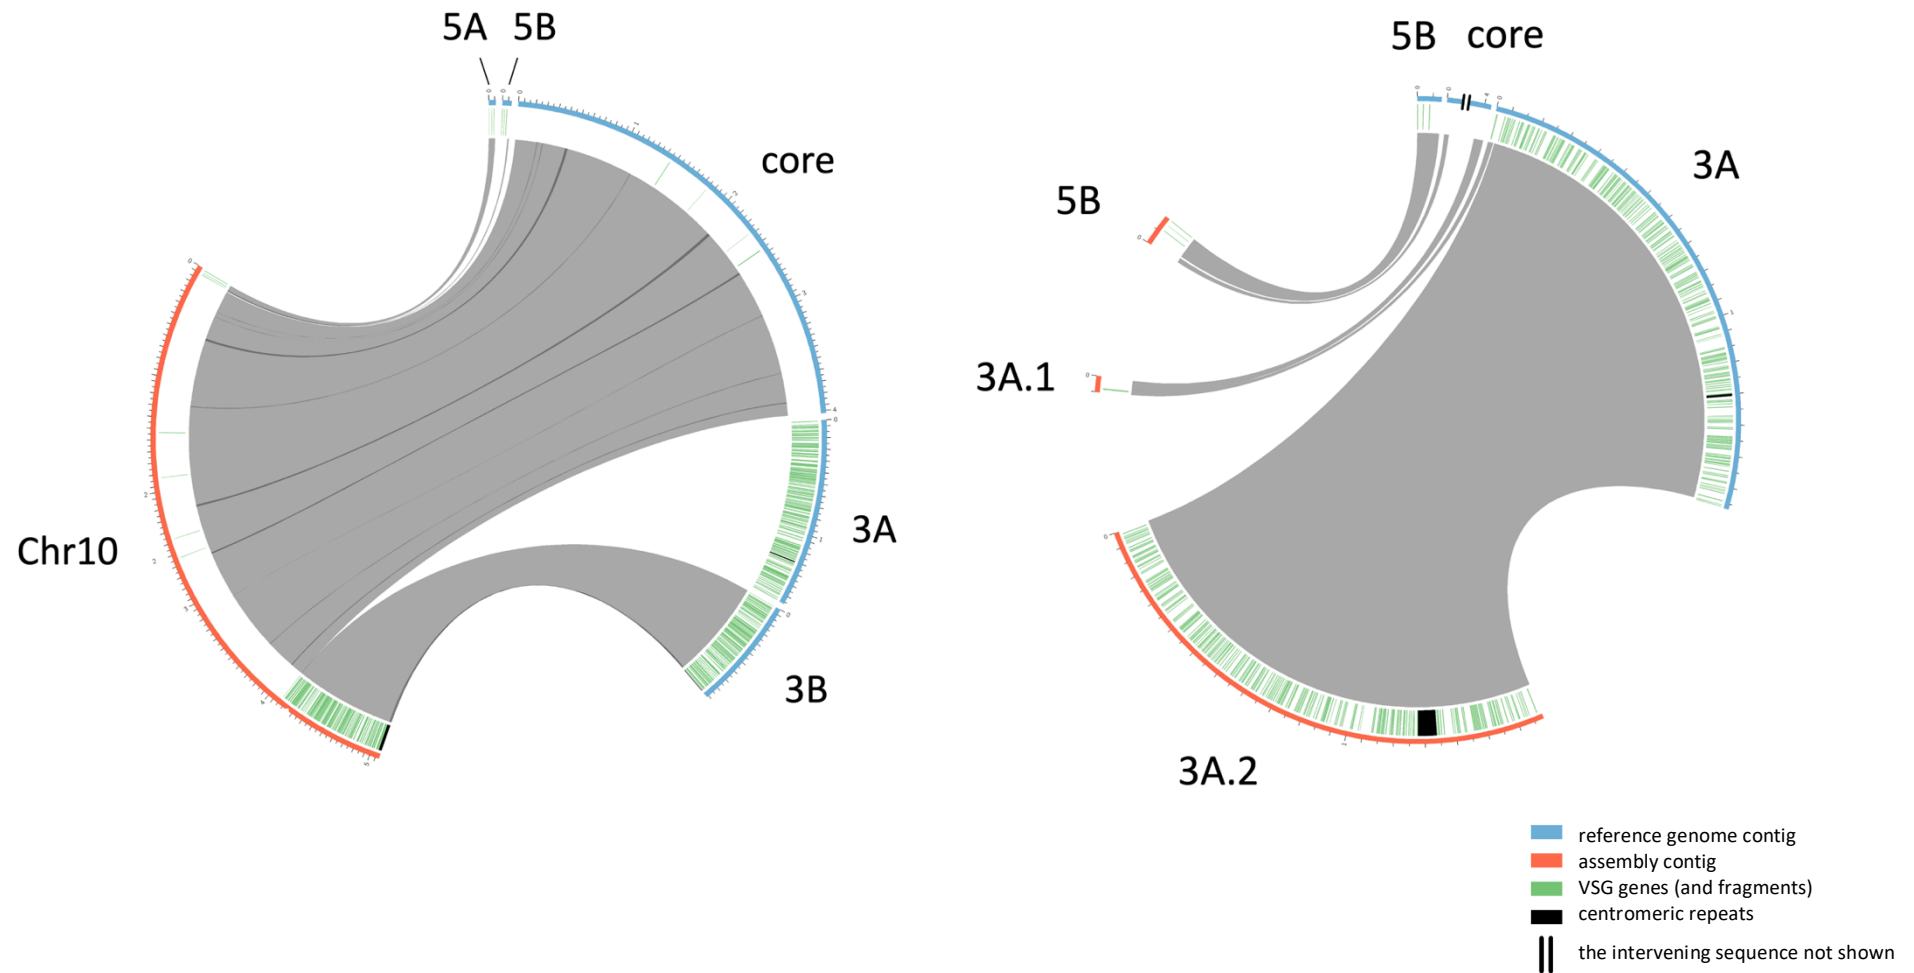 5A 5B
core
Chr10
3A
3B
5B core
3A
5B
3A.1
3A.2
reference genome contig
assembly contig
VSG genes (and fragments)
centromeric repeats
the intervening sequence not shown